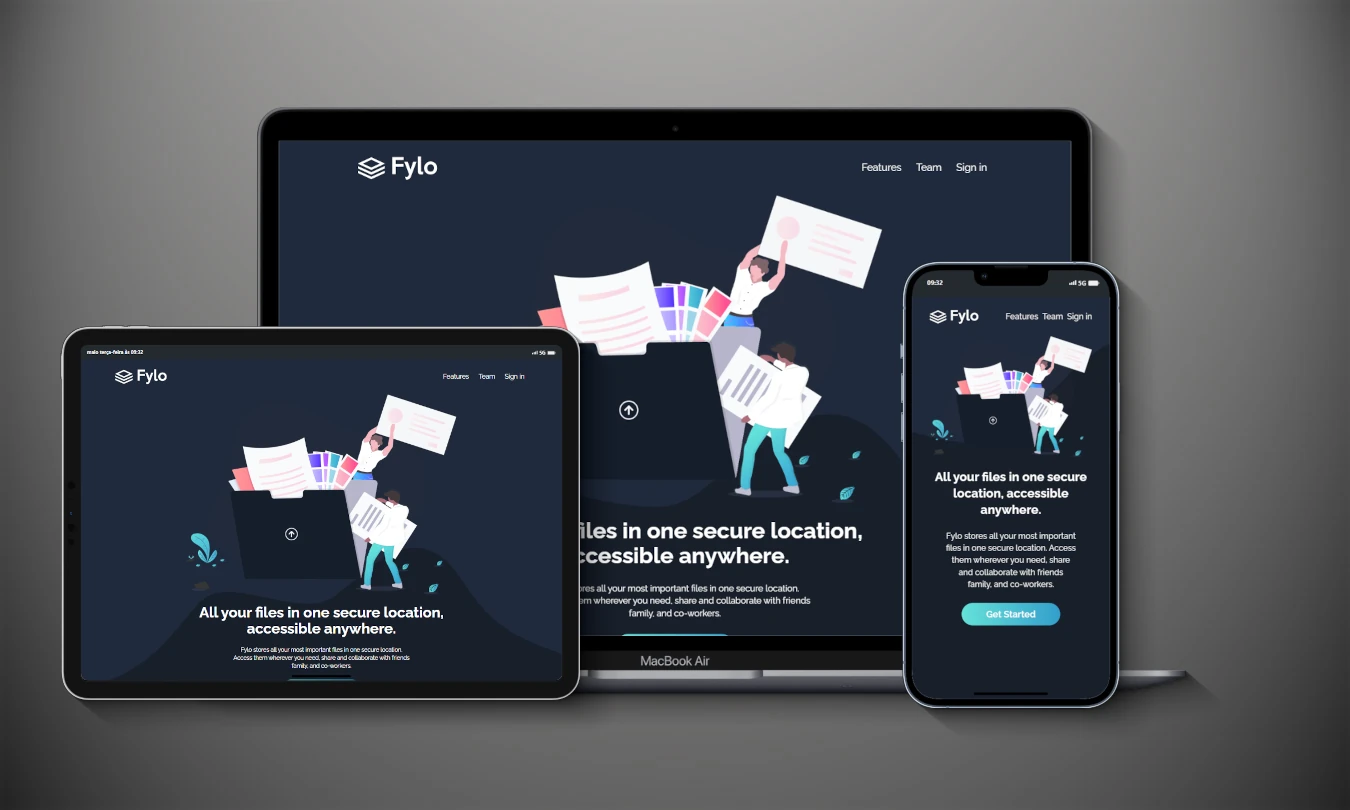 Fylo
Features Team Sign in
files in one secure location,
accessible anywhere.
all your most important files in one secure location.
wherever you need, share and collaborate with friends
family, and co-workers.
MacBook Air
maio terça-feira às 09:32
5G
Fylo
Features Team Sign in
All your files in one secure location,
accessible anywhere.
Fylo stores all your most important files in one secure location.
Access them wherever you need, share and collaborate with friends
family, and co-workers.
09:32
5G
Fylo
Features Team Sign in
All your files in one secure
location, accessible
anywhere.
Fylo stores all your most important
files in one secure location. Access
them wherever you need, share
and collaborate with friends
family, and co-workers.
Get Started